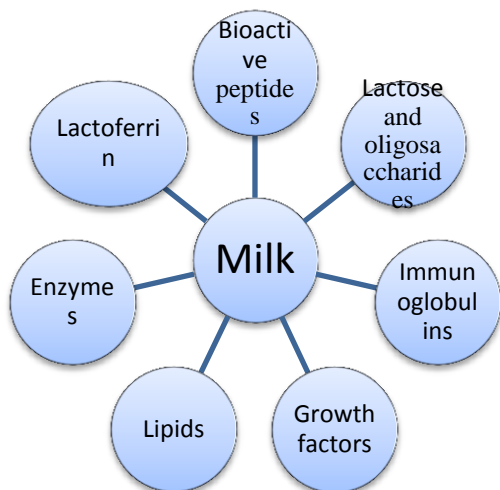 Bioacti
ve
peptide
s
Lactose
and
oligosa
ccharid
es
Lactoferri
n
Milk
Immun
oglobul
ins
Enzyme
s
Growth
factors
Lipids